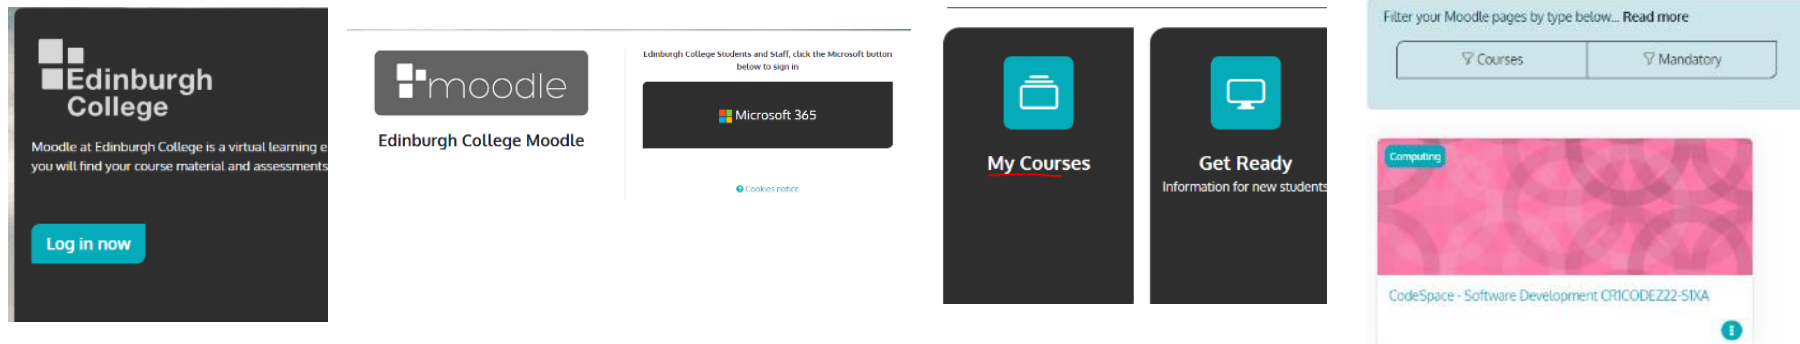 Edinburgh
College
Moodle at Edinburgh College is a virtual learning e
you will find your course material and assessments
Log in now
moodle
Edinburgh College Moodle
Edinburgh College Students and Staff, click the Microsoft button
below to sign in
Microsoft 365
Cookies notice
My Courses
Get Ready
Information for new students
Filter your Moodle pages by type below... Read more
Courses
Mandatory
Computing
CodeSpace - Software Development CR1CODEZ22-S1XA